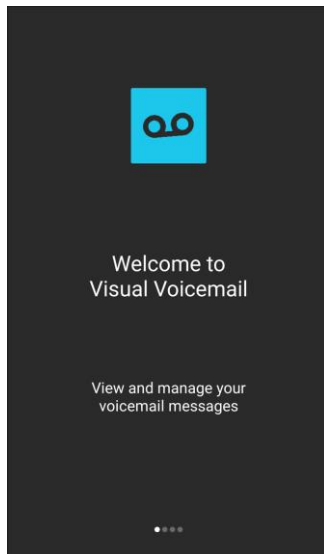 Welcome to
Visual Voicemail
View and manage your
voicemail messages